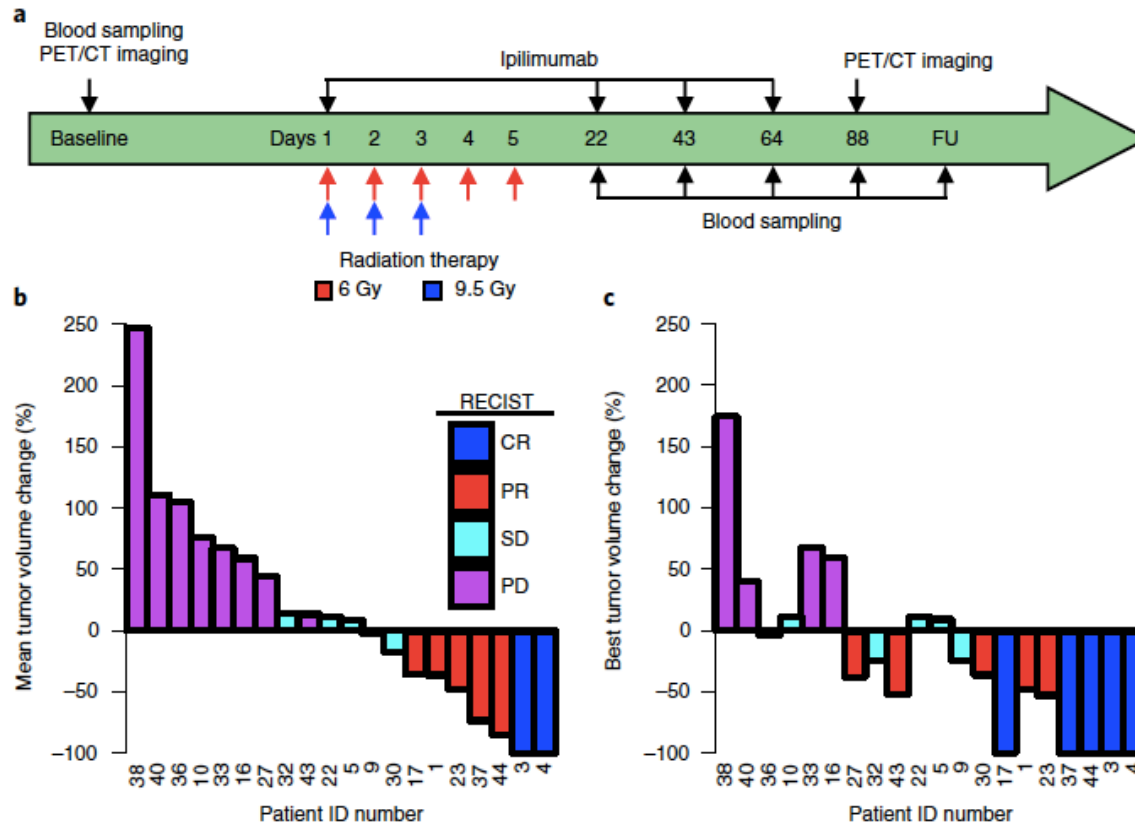 a
Blood sampling
PET/CT imaging
Ipilimumab
PET/CT imaging
Baseline Days 1 2 3 4 5 22 43 64 88 FU
Blood sampling
Radiation therapy
6 Gy 9.5 Gy
b
Mean tumor volume change (%)
250
200
150
100
50
0
−50
−100
38 40 36 10 33 16 27 32 43 22 5 9 30 17 1 23 37 44 3 4
Patient ID number
RECIST
CR
PR
SD
PD
c
Best tumor volume change (%)
250
200
150
100
50
0
−50
−100
38 40 36 10 33 16 27 32 43 22 5 9 30 17 1 23 37 44 3 4
Patient ID number